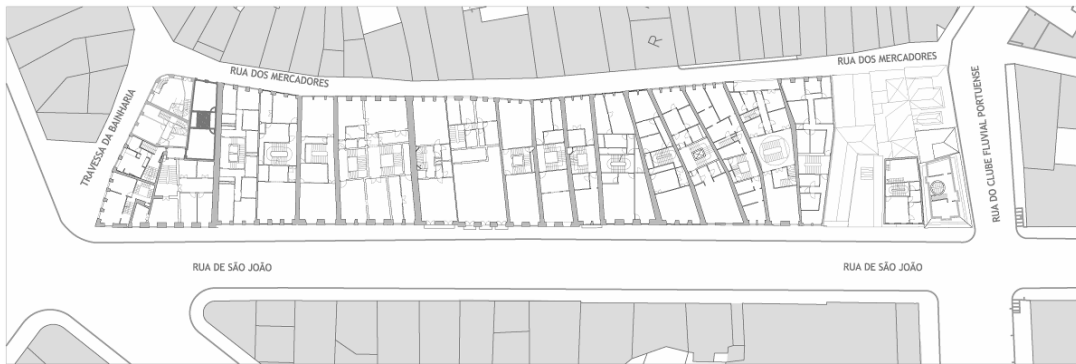 R
RUA DOS MERCADORES
RUA DOS MERCADORES
TRAVESSA DA BAINHARIA
RUA DO CLUBE FLUVIAL PORTUENSE
RUA DE SÃO JOÃO
RUA DE SÃO JOÃO